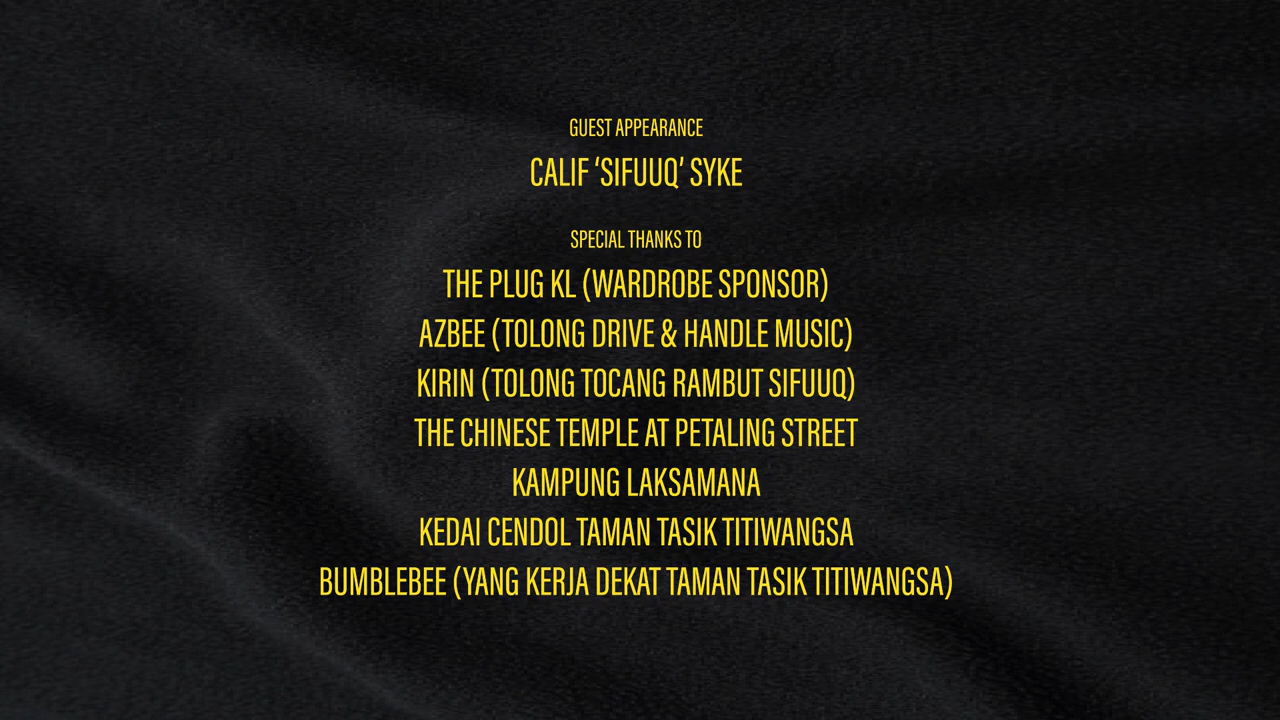 GUEST APPEARANCE
CALIF ‘SIFUUQ’ SYKE
SPECIAL THANKS TO
THE PLUG KL (WARDROBE SPONSOR)
AZBEE (TOLONG DRIVE & HANDLE MUSIC)
KIRIN (TOLONG TOCANG RAMBUT SIFUUQ)
THE CHINESE TEMPLE AT PETALING STREET
KAMPUNG LAKSAMANA
KEDAI CENDOL TAMAN TASIK TITIWANGSA
BUMBLEBEE (YANG KERJA DEKAT TAMAN TASIK TITIWANGSA)